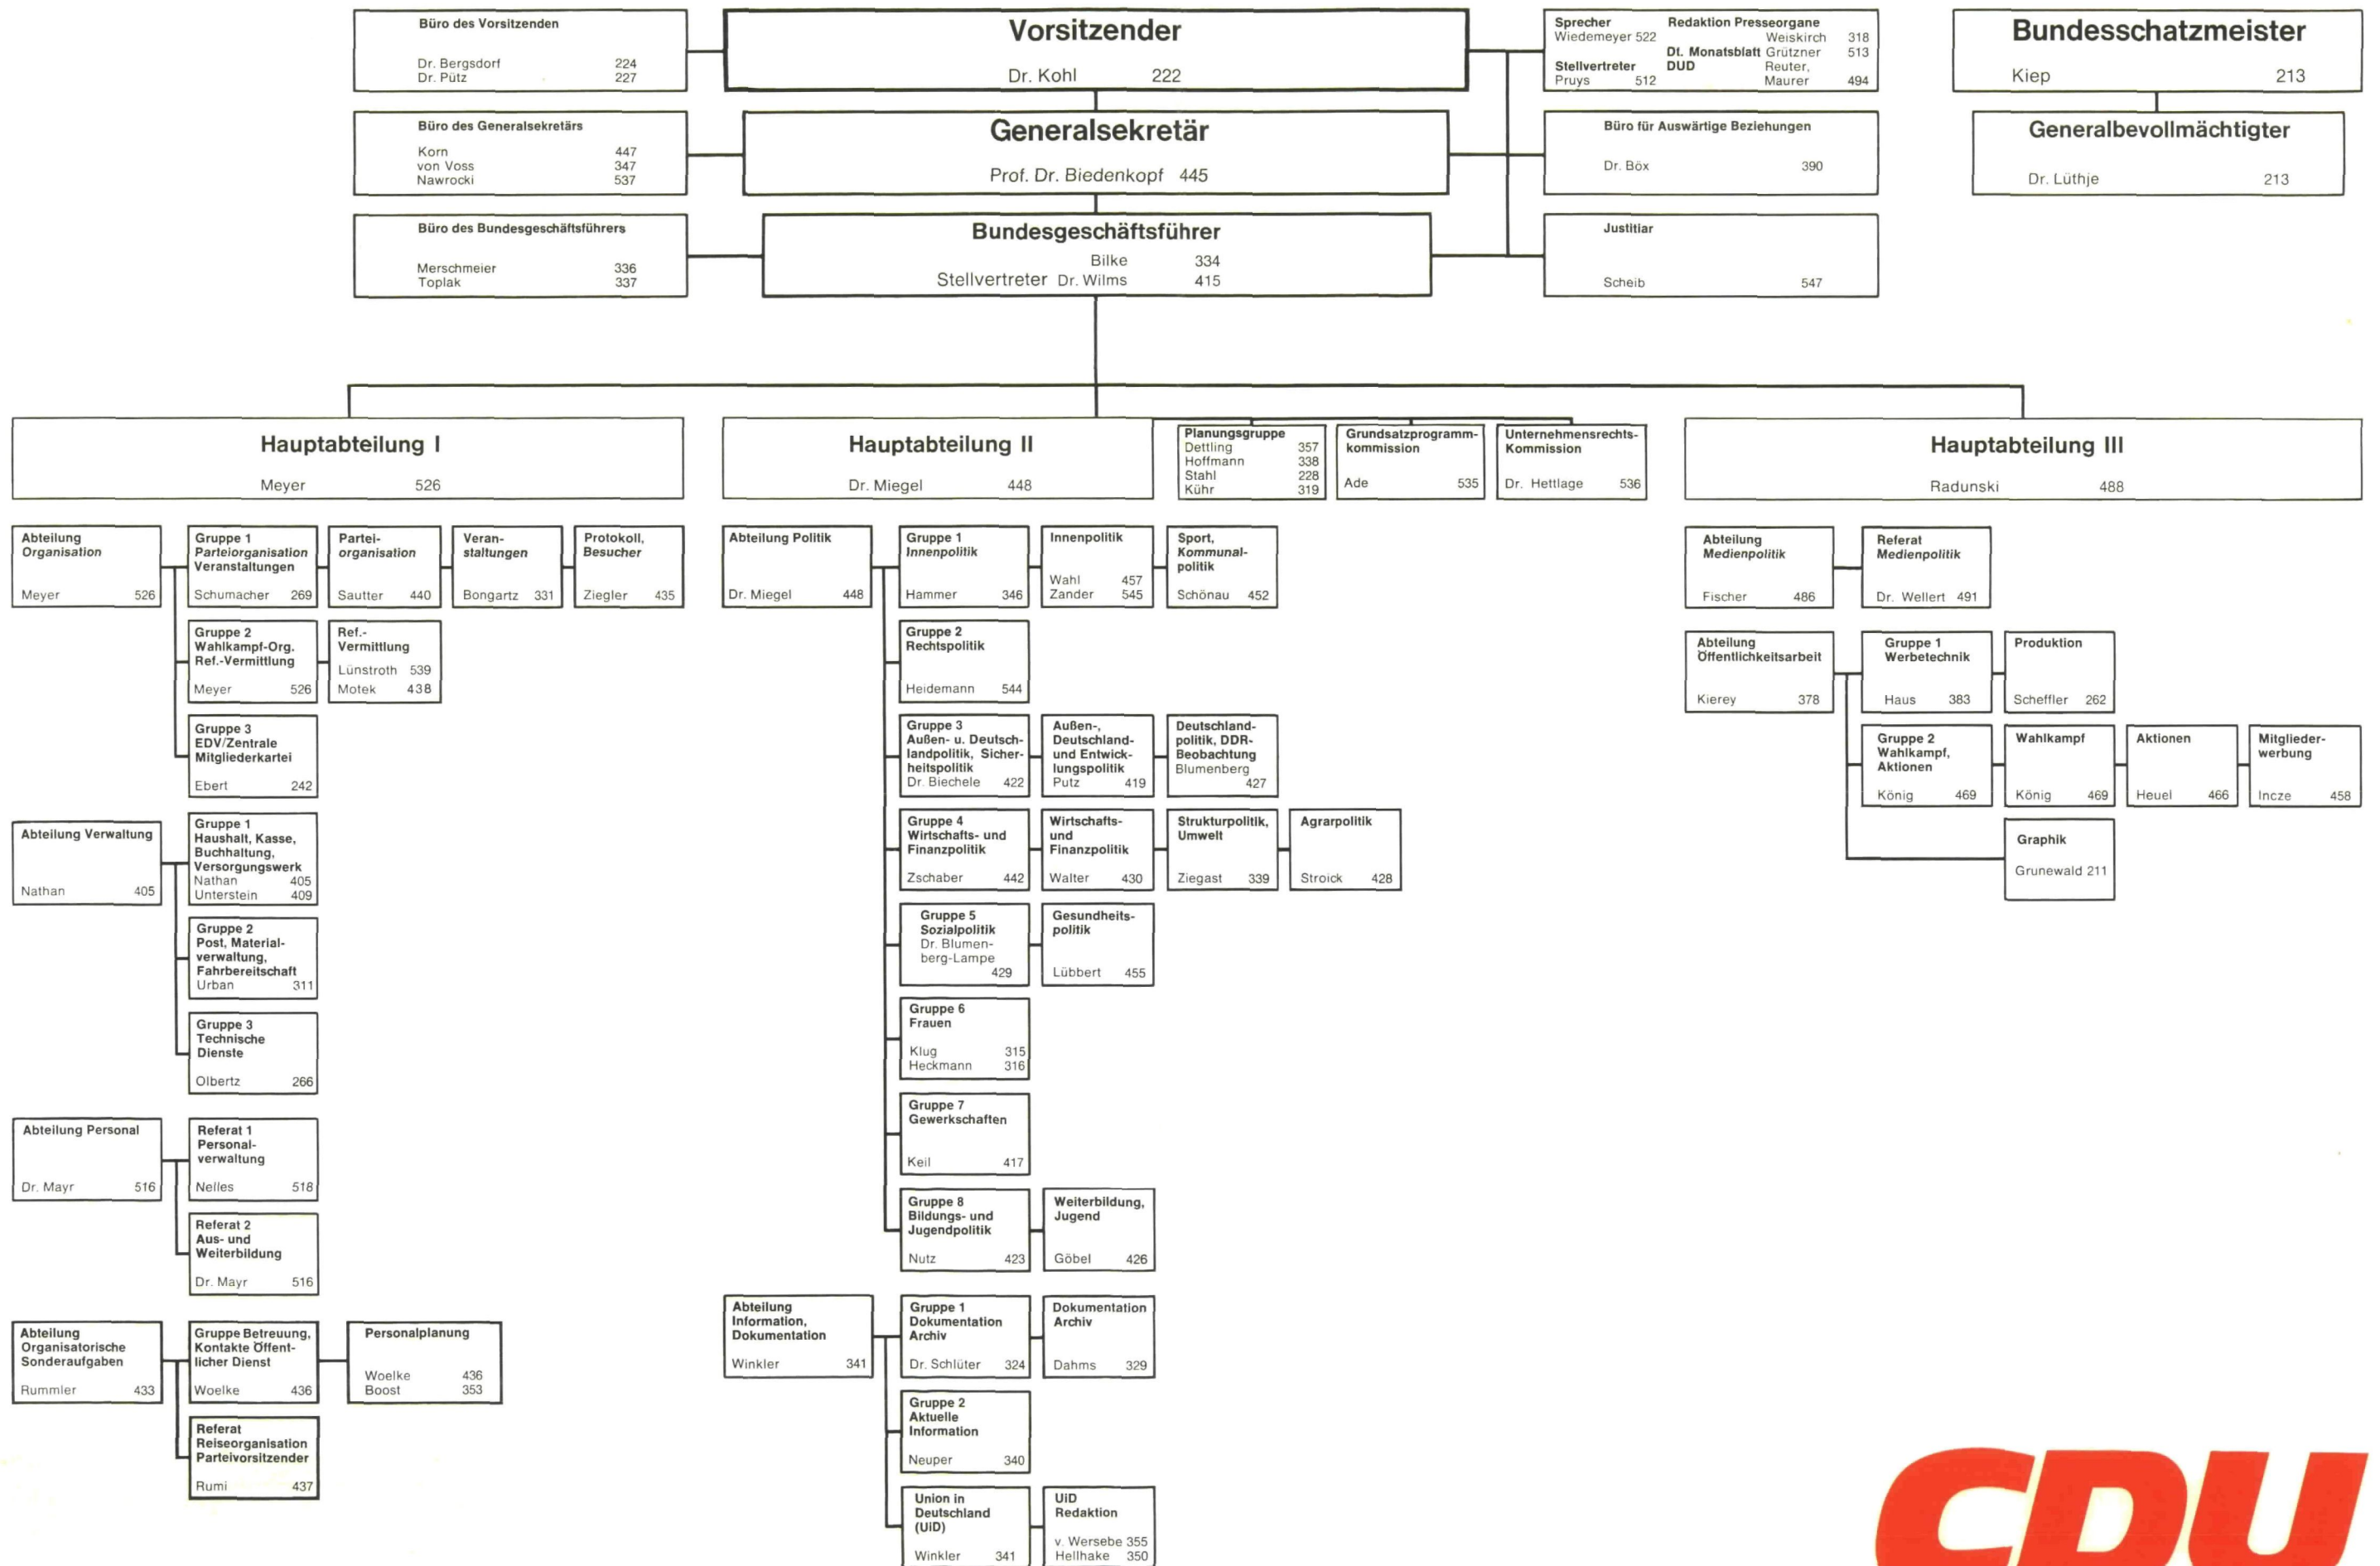 Büro des Vorsitzenden
Dr. Bergsdorf 224
Dr. Pütz 227
Vorsitzender
Dr. Kohl 222
Sprecher Redaktion Presseorgane
Wiedemeyer 522 Weiskirch 318
Dt. Monatsblatt Grützner 513
Stellvertreter DUD Reuter,
Pruys 512 Maurer 494
Bundesschatzmeister
Kiep 213
Büro des Generalsekretärs
Korn 447
von Voss 347
Nawrocki 537
Generalsekretär
Prof. Dr. Biedenkopf 445
Büro für Auswärtige Beziehungen
Dr. Böx 390
Generalbevollmächtigter
Dr. Lüthje 213
Büro des Bundesgeschäftsführers
Merschmeier 336
Toplak 337
Bundesgeschäftsführer
Bilke 334
Stellvertreter Dr. Wilms 415
Justitiar
Scheib 547
Hauptabteilung I
Meyer 526
Hauptabteilung II
Dr. Miegel 448
Planungsgruppe
Dettling 357
Hoffmann 338
Stahl 228
Kühr 319
Grundsatzprogramm-
kommission
Ade 535
Unternehmensrechts-
Kommission
Dr. Hettlage 536
Hauptabteilung III
Radunski 488
Abteilung
Organisation
Meyer 526
Gruppe 1
Parteiorganisation
Veranstaltungen
Schumacher 269
Partei-
organisation
Sautter 440
Veran-
staltungen
Bongartz 331
Protokoll,
Besucher
Ziegler 435
Gruppe 2
Wahlkampf-Org.
Ref.-Vermittlung
Meyer 526
Ref.-
Vermittlung
Lünstroth 539
Motek 438
Gruppe 3
EDV/Zentrale
Mitgliederkartei
Ebert 242
Abteilung Verwaltung
Nathan 405
Gruppe 1
Haushalt, Kasse,
Buchhaltung,
Versorgungswerk
Nathan 405
Unterstein 409
Gruppe 2
Post, Material-
verwaltung,
Fahrbereitschaft
Urban 311
Gruppe 3
Technische
Dienste
Olbertz 266
Abteilung Personal
Dr. Mayr 516
Referat 1
Personal-
verwaltung
Nelles 518
Referat 2
Aus- und
Weiterbildung
Dr. Mayr 516
Abteilung
Organisatorische
Sonderaufgaben
Rummler 433
Gruppe Betreuung,
Kontakte Öffent-
licher Dienst
Woelke 436
Personalplanung
Woelke 436
Boost 353
Referat
Reiseorganisation
Parteivorsitzender
Rumi 437
Abteilung Politik
Dr. Miegel 448
Gruppe 1
Innenpolitik
Hammer 346
Innenpolitik
Wahl 457
Zander 545
Sport,
Kommunal-
politik
Schönau 452
Gruppe 2
Rechtspolitik
Heidemann 544
Gruppe 3
Außen- u. Deutsch-
landpolitik, Sicher-
heitspolitik
Dr. Biechele 422
Außen-,
Deutschland-
und Entwick-
lungspolitik
Putz 419
Deutschland-
politik, DDR-
Beobachtung
Blumenberg
427
Gruppe 4
Wirtschafts- und
Finanzpolitik
Zschaber 442
Wirtschafts-
und
Finanzpolitik
Walter 430
Strukturpolitik,
Umwelt
Ziegast 339
Agrarpolitik
Stroick 428
Gruppe 5
Sozialpolitik
Dr. Blumen-
berg-Lampe
429
Gesundheits-
politik
Lübbert 455
Gruppe 6
Frauen
Klug 315
Heckmann 316
Gruppe 7
Gewerkschaften
Keil 417
Gruppe 8
Bildungs- und
Jugendpolitik
Nutz 423
Weiterbildung,
Jugend
Göbel 426
Abteilung
Information,
Dokumentation
Winkler 341
Gruppe 1
Dokumentation
Archiv
Dr. Schlüter 324
Dokumentation
Archiv
Dahms 329
Gruppe 2
Aktuelle
Information
Neuper 340
Union in
Deutschland
(UiD)
Winkler 341
UiD
Redaktion
v. Wersebe 355
Hellhake 350
Abteilung
Medienpolitik
Fischer 486
Referat
Medienpolitik
Dr. Wellert 491
Abteilung
Öffentlichkeitsarbeit
Kierey 378
Gruppe 1
Werbetechnik
Haus 383
Produktion
Scheffler 262
Gruppe 2
Wahlkampf,
Aktionen
König 469
Wahlkampf
König 469
Aktionen
Heuel 466
Mitglieder-
werbung
Incze 458
Graphik
Grunewald 211
CDU